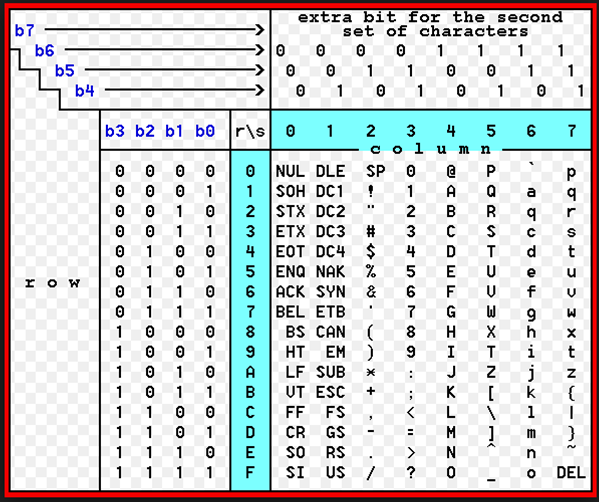 extra bit for the second
set of characters
b7
b6 0 0 0 0 1 1 1 1
b5 0 0 1 1 0 0 1 1
b4 0 1 0 1 0 1 0 1
b3 b2 b1 b0 r\s 0 1 2 3 4 5 6 7
column
0 0 0 0 0 NUL DLE SP 0 @ P ` p
0 0 0 1 1 SOH DC1 ! 1 A Q a q
0 0 1 0 2 STX DC2 " 2 B R q r
0 0 1 1 3 ETX DC3 # 3 C S c s
0 1 0 0 4 EOT DC4 $ 4 D T d t
0 1 0 1 5 ENQ NAK % 5 E U e u
row
0 1 1 0 6 ACK SYN & 6 F V f v
0 1 1 1 7 BEL ETB ' 7 G W g w
1 0 0 0 8 BS CAN ( 8 H X h x
1 0 0 1 9 HT EM ) 9 I T i t
1 0 1 0 A LF SUB * : J Z j z
1 0 1 1 B VT ESC + ; K [ k {
1 1 0 0 C FF FS , < L \ l |
1 1 0 1 D CR GS - = M ] m }
1 1 1 0 E SO RS . > N ^ n ~
1 1 1 1 F SI US / ? O _ o DEL